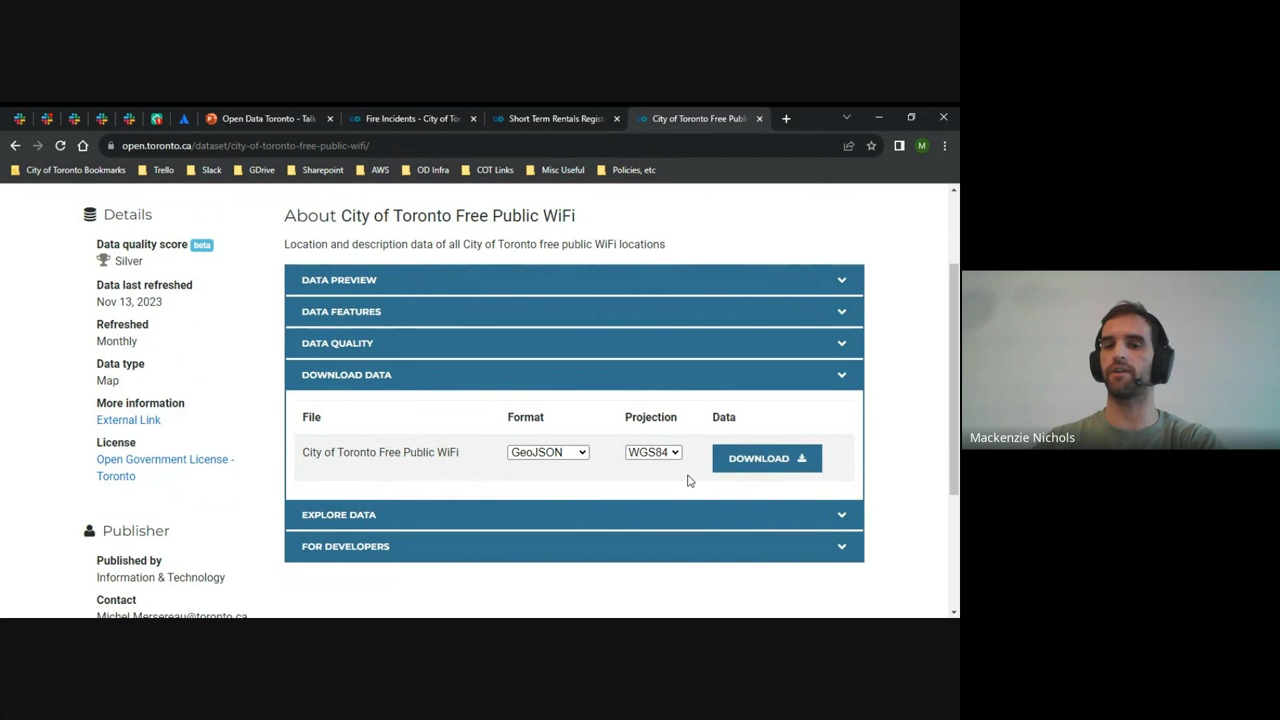 Open Data Toronto - Talk
Fire Incidents - City of Tor
Short Term Rentals Regist
City of Toronto Free Publi
open.toronto.ca/dataset/city-of-toronto-free-public-wifi/
M
City of Toronto Bookmarks
Trello
Slack
GDrive
Sharepoint
AWS
OD Infra
COT Links
Misc Useful
Policies, etc
Details
Data quality score beta
Silver
Data last refreshed
Nov 13, 2023
Refreshed
Monthly
Data type
Map
More information
External Link
License
Open Government License -
Toronto
Publisher
Published by
Information & Technology
Contact
Michel.Mersereau@toronto.ca
About City of Toronto Free Public WiFi
Location and description data of all City of Toronto free public WiFi locations
DATA PREVIEW
DATA FEATURES
DATA QUALITY
DOWNLOAD DATA
File Format Projection Data
City of Toronto Free Public WiFi GeoJSON WGS84 DOWNLOAD
EXPLORE DATA
FOR DEVELOPERS
Mackenzie Nichols